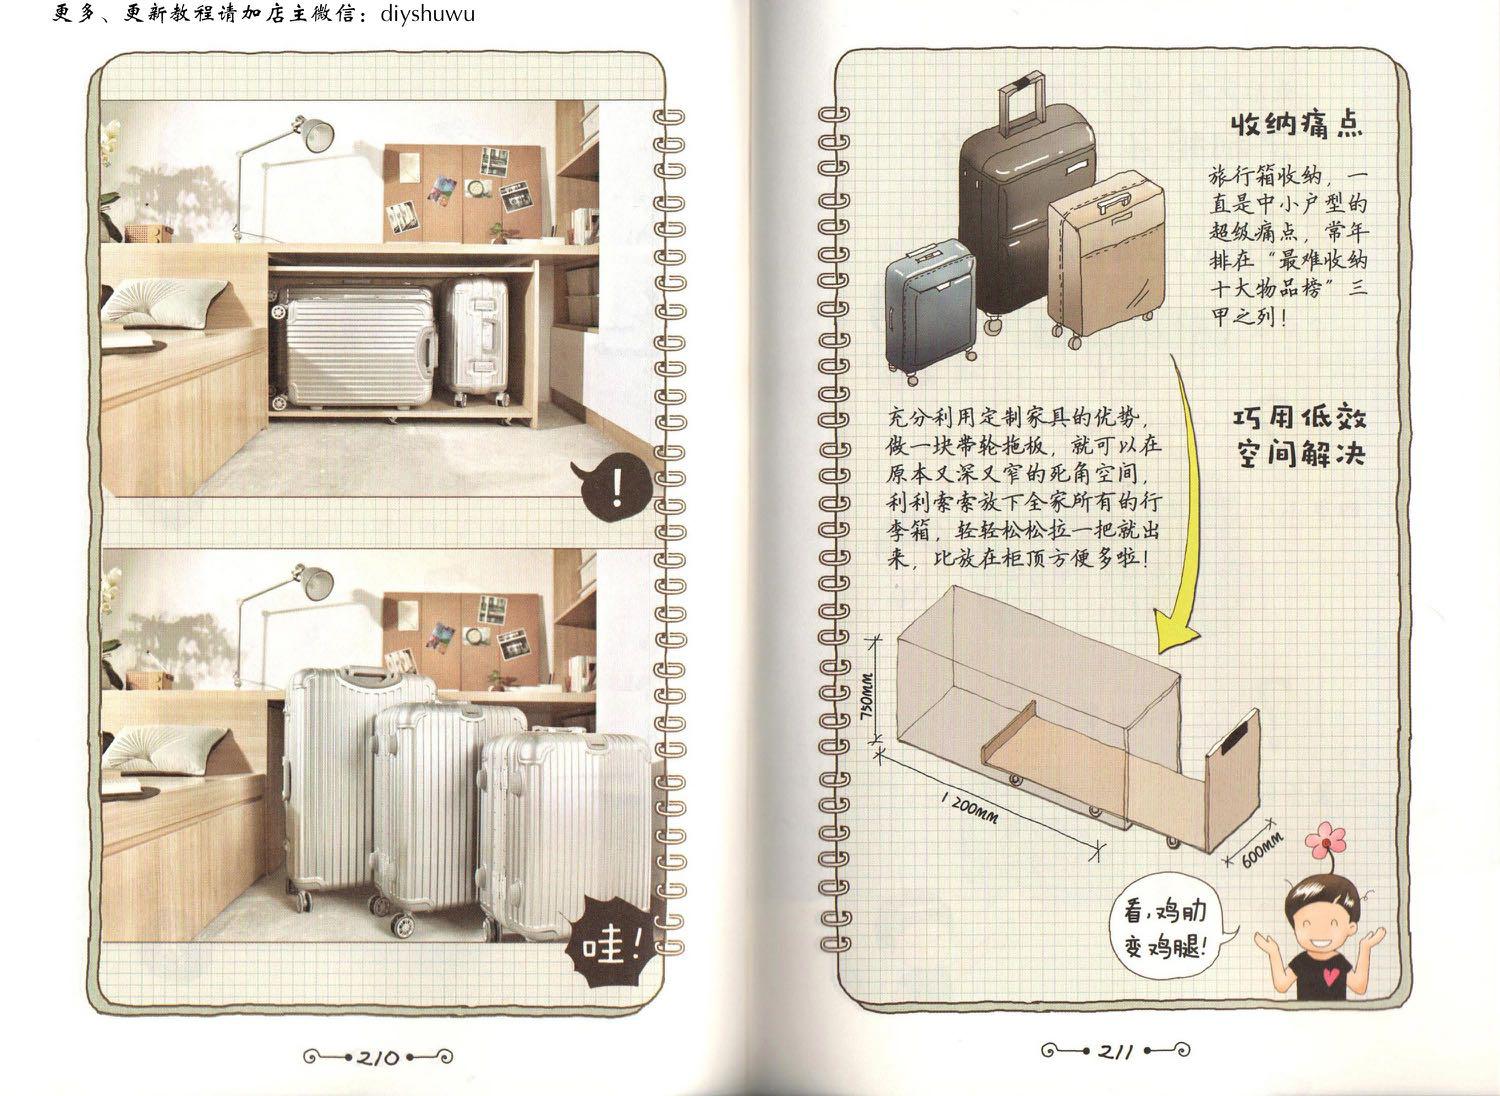 更多、更新教程请加店主微信：diyshuwu
!
哇!
210
收纳痛点
旅行箱收纳，一
直是中小户型的
超级痛点，常年
排在“最难收纳
十大物品榜”三
甲之列！
巧用低效
空间解决
充分利用定制家具的优势，
做一块带轮拖板，就可以在
原本又深又窄的死角空间，
利利索索放下全家所有的行
李箱，轻轻松松拉一把就出
来，比放在柜顶方便多啦！
750mm
1 200mm
600mm
看，鸡肋
变鸡腿！
211